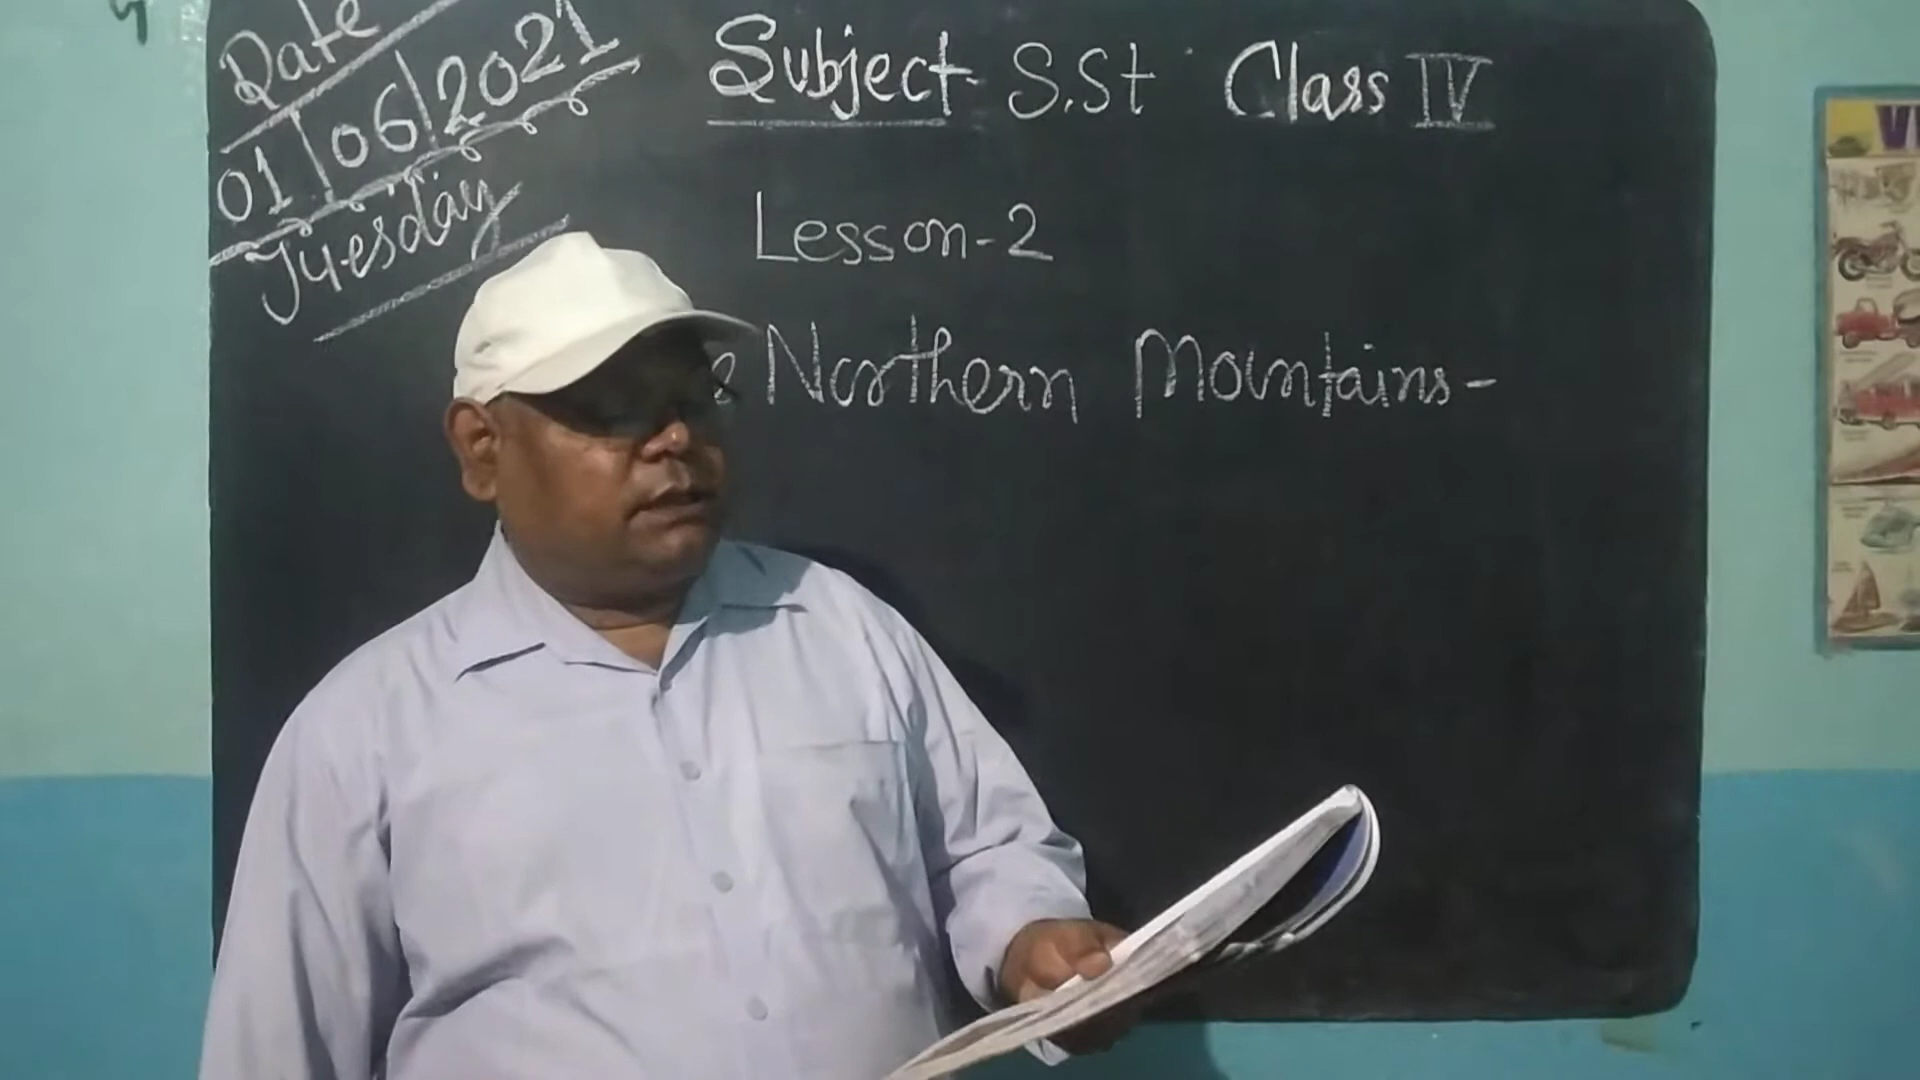 Date
01/06/2021
Tuesday
Subject- S.St Class IV
Lesson-2
Northern Mountains-